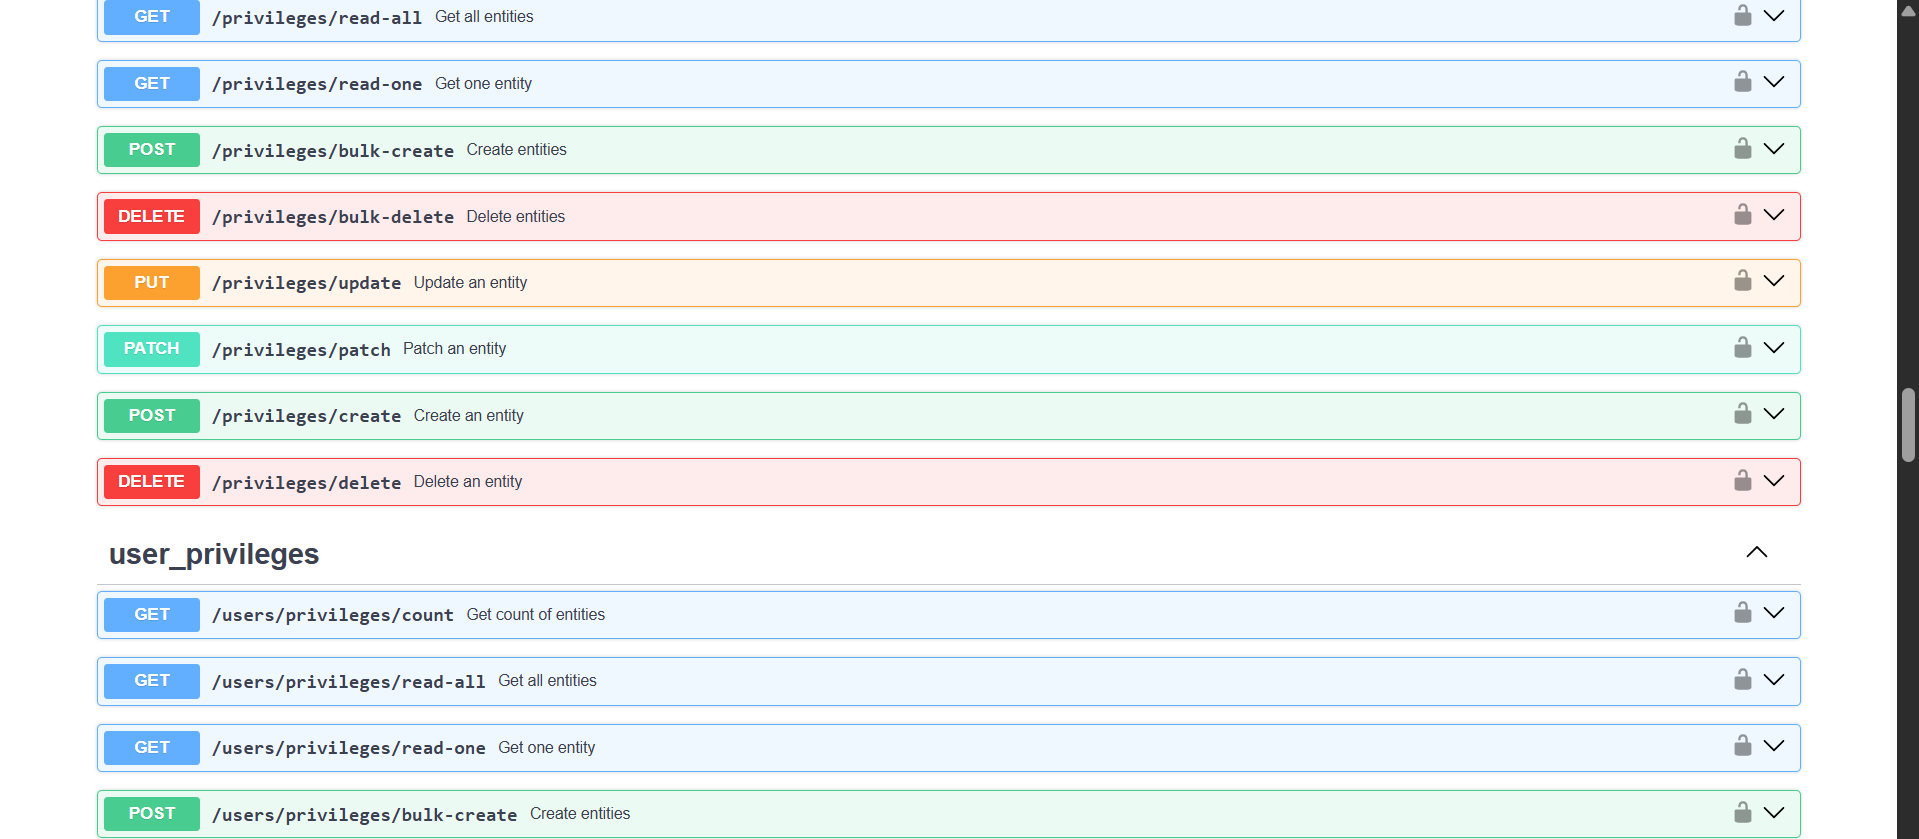 GET /privileges/read-all Get all entities
GET /privileges/read-one Get one entity
POST /privileges/bulk-create Create entities
DELETE /privileges/bulk-delete Delete entities
PUT /privileges/update Update an entity
PATCH /privileges/patch Patch an entity
POST /privileges/create Create an entity
DELETE /privileges/delete Delete an entity
user_privileges
GET /users/privileges/count Get count of entities
GET /users/privileges/read-all Get all entities
GET /users/privileges/read-one Get one entity
POST /users/privileges/bulk-create Create entities